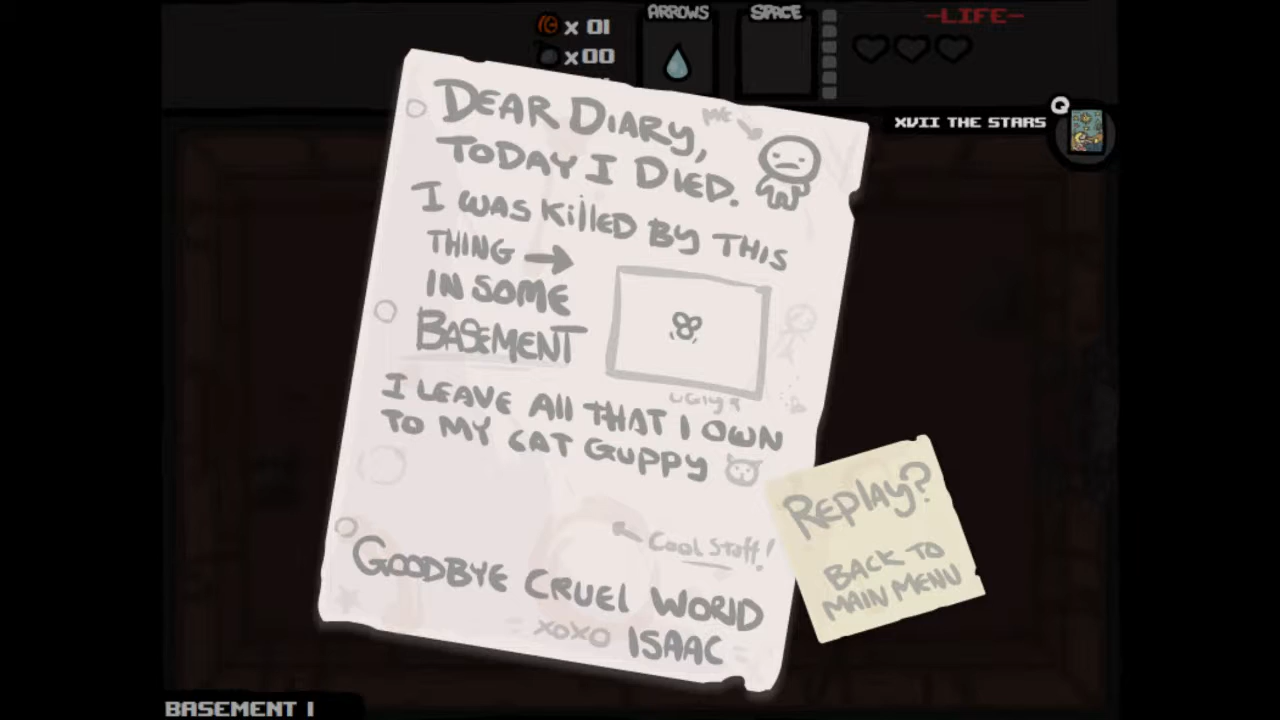 x 01
ARROWS
SPACE
-LIFE-
x00
Q
XVII THE STARS
DEAR DIARY,
ME
TODAY I DIED.
I WAS KILLED BY THIS
THING →
IN SOME
BASEMENT
UGLY
I LEAVE ALL THAT I OWN
TO MY CAT GUPPY
REPLAY?
← COOL STUFF!
BACK TO
MAIN MENU
GOODBYE CRUEL WORLD
XOXO ISAAC
BASEMENT I